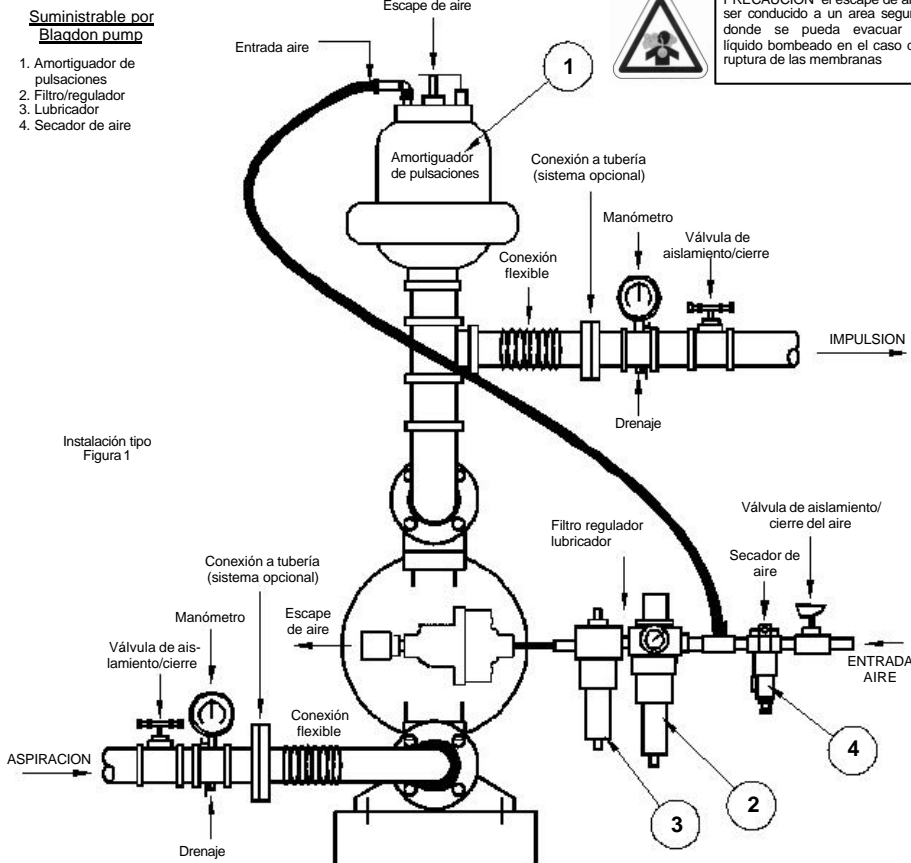 Suministrable por
Blagdon pump
1. Amortiguador de
pulsaciones
2. Filtro/regulador
3. Lubricador
4. Secador de aire
Escape de aire
Entrada aire
1
PRECAUCIÓN el escape de
ser conducido a un area
donde se pueda evacuar
líquido bombeado en el caso
ruptura de las membranas
Amortiguador
de pulsaciones
Conexión a tubería
(sistema opcional)
Manómetro
Válvula de
aislamiento/cierre
Conexión
flexible
IMPULSION
Drenaje
Instalación tipo
Figura 1
Válvula de aislamiento/
cierre del aire
Filtro regulador
lubricador
Secador de
aire
Conexión a tubería
(sistema opcional)
Escape
de aire
Manómetro
Válvula de ais-
lamiento/cierre
ENTRADA
AIRE
Conexión
flexible
ASPIRACION
4
2
3
Drenaje